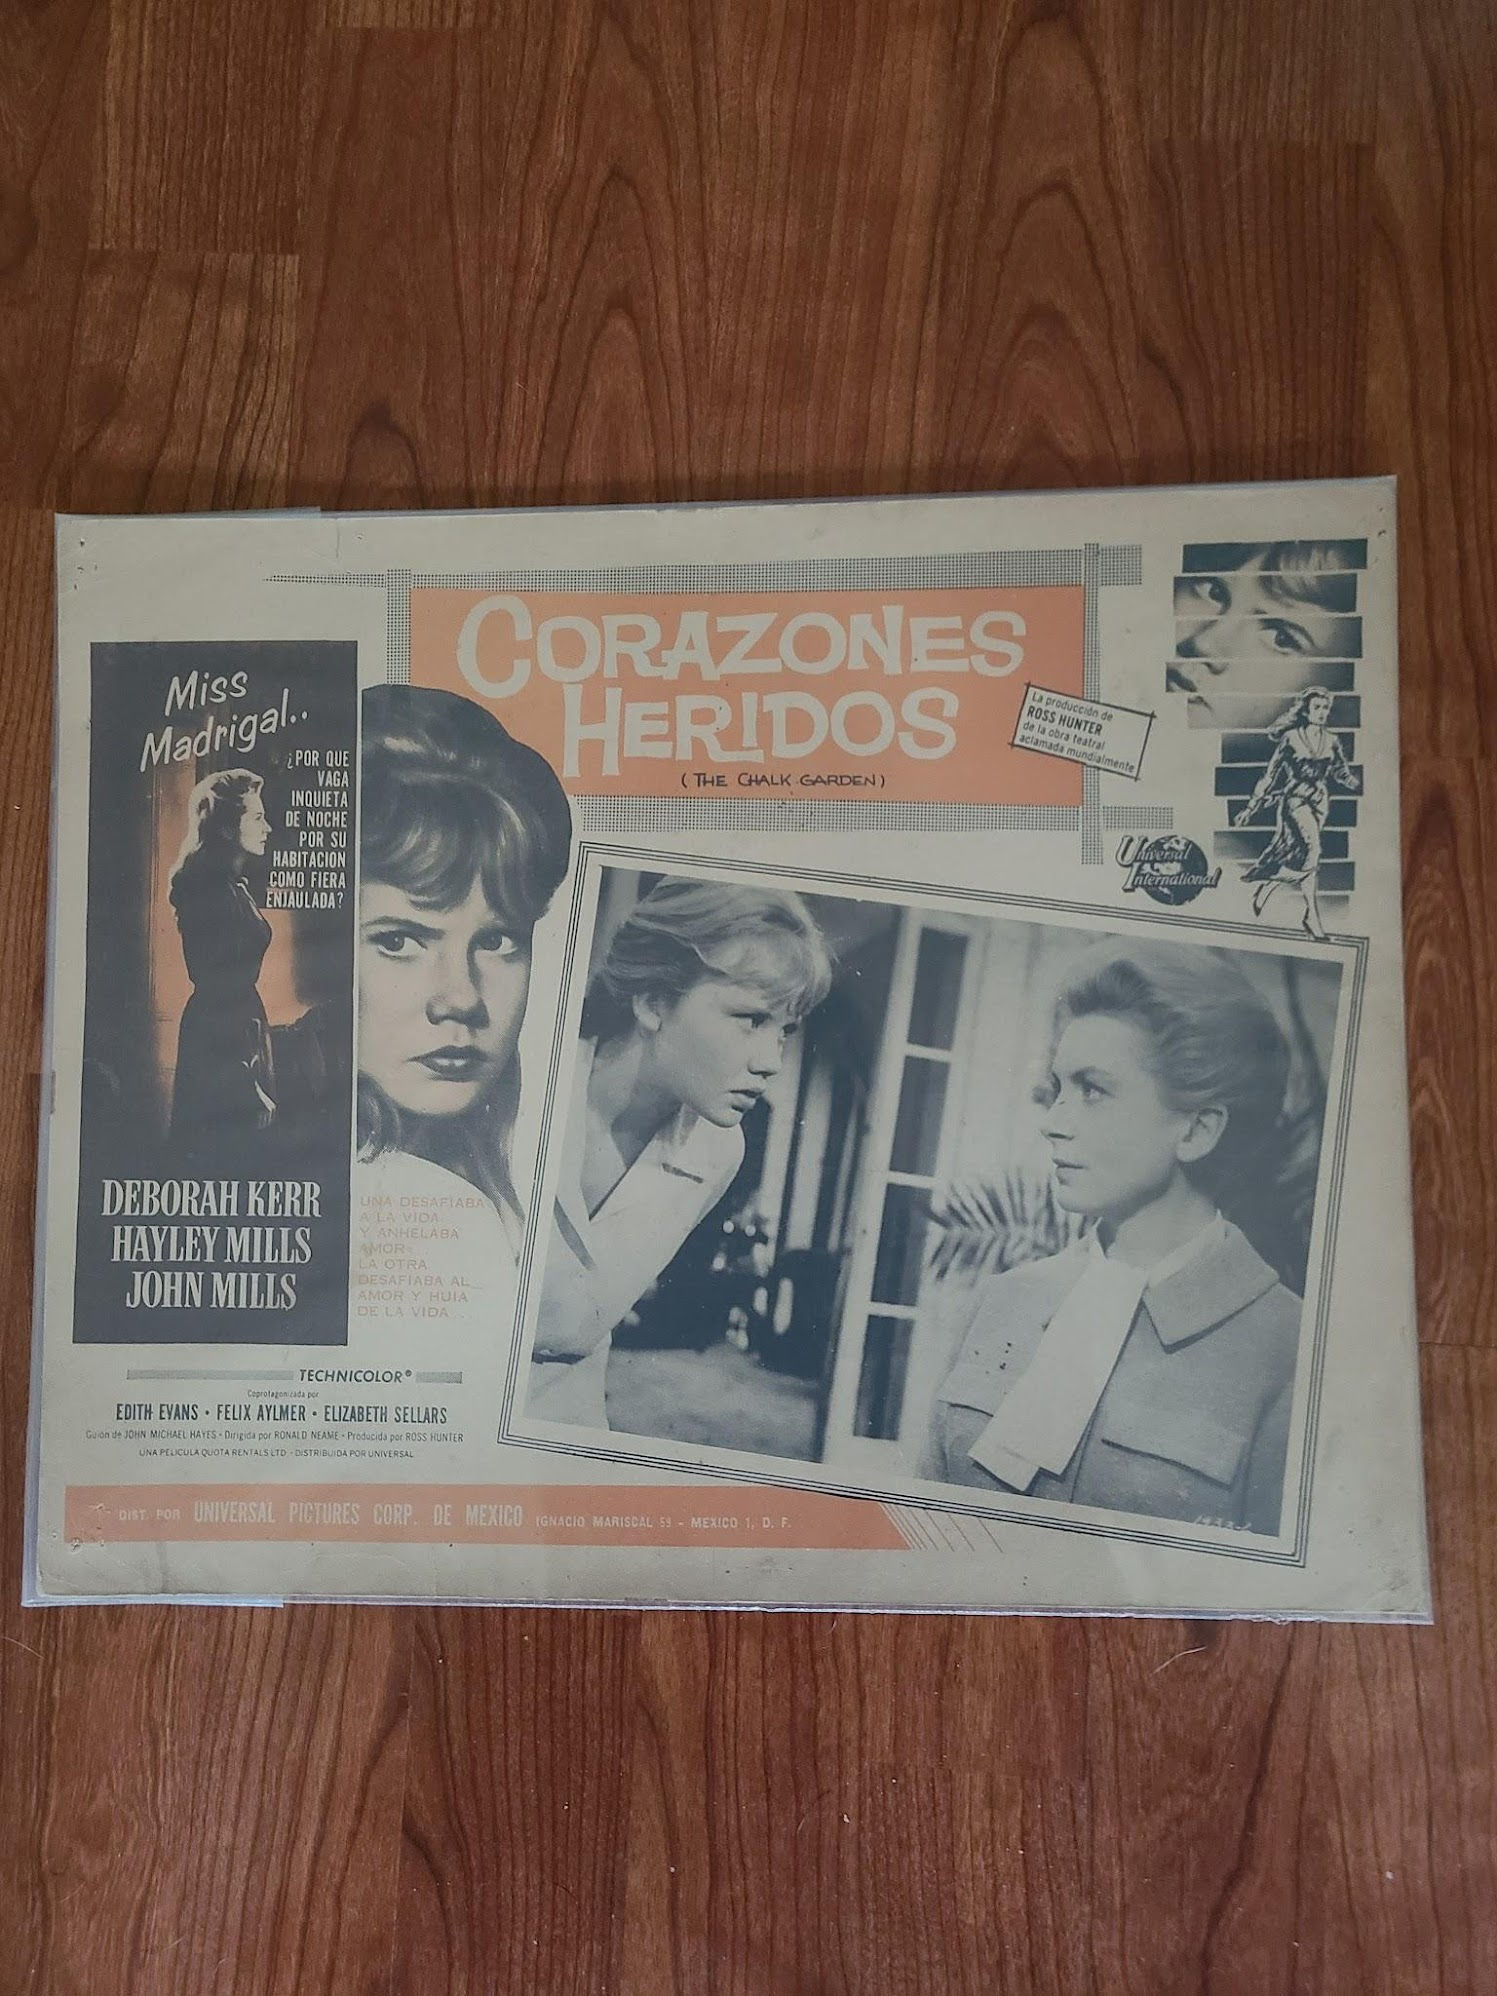 CORAZONES
HERIDOS
(THE CHALK GARDEN)
La producción de
ROSS HUNTER
de la obra teatral
aclamada mundialmente
Universal
International
Miss
Madrigal..
¿POR QUE
VAGA
INQUIETA
DE NOCHE
POR SU
HABITACION
COMO FIERA
ENJAULADA?
DEBORAH KERR
HAYLEY MILLS
JOHN MILLS
UNA DESAFIABA
A LA VIDA
Y ANHELABA
AMOR
LA OTRA
DESAFIABA AL
AMOR Y HUIA
DE LA VIDA...
TECHNICOLOR®
Coprotagonizada por
EDITH EVANS • FELIX AYLMER • ELIZABETH SELLARS
Guión de JOHN MICHAEL HAYES • Dirigida por RONALD NEAME • Producida por ROSS HUNTER
UNA PELICULA QUOTA RENTALS LTD - DISTRIBUIDA POR UNIVERSAL
DIST. POR UNIVERSAL PICTURES CORP. DE MEXICO IGNACIO MARISCAL 59 - MEXICO 1, D. F.